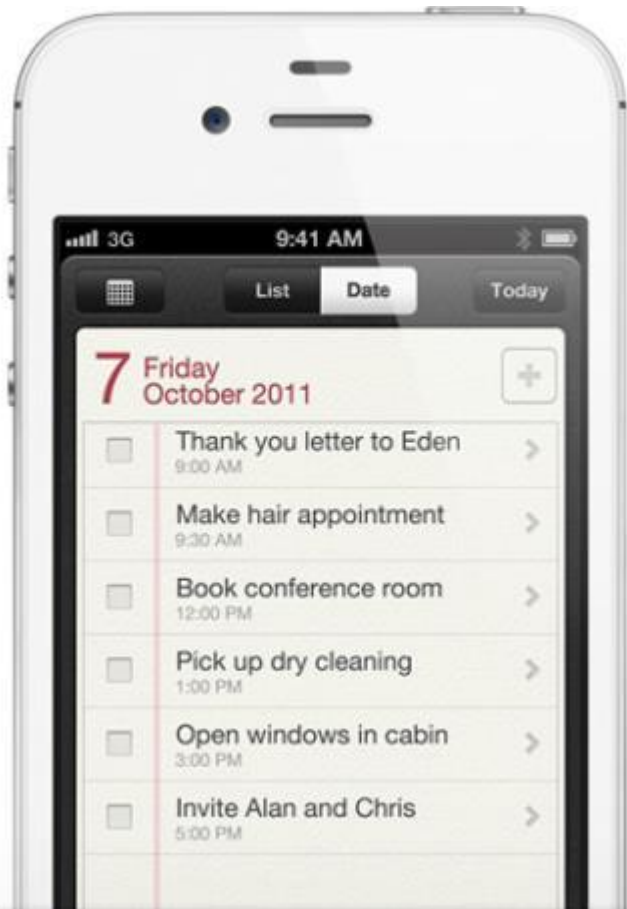 3G
9:41 AM
List
Date
Today
7
Friday
October 2011
Thank you letter to Eden
9:00 AM
Make hair appointment
9:30 AM
Book conference room
12:00 PM
Pick up dry cleaning
1:00 PM
Open windows in cabin
3:00 PM
Invite Alan and Chris
5:00 PM